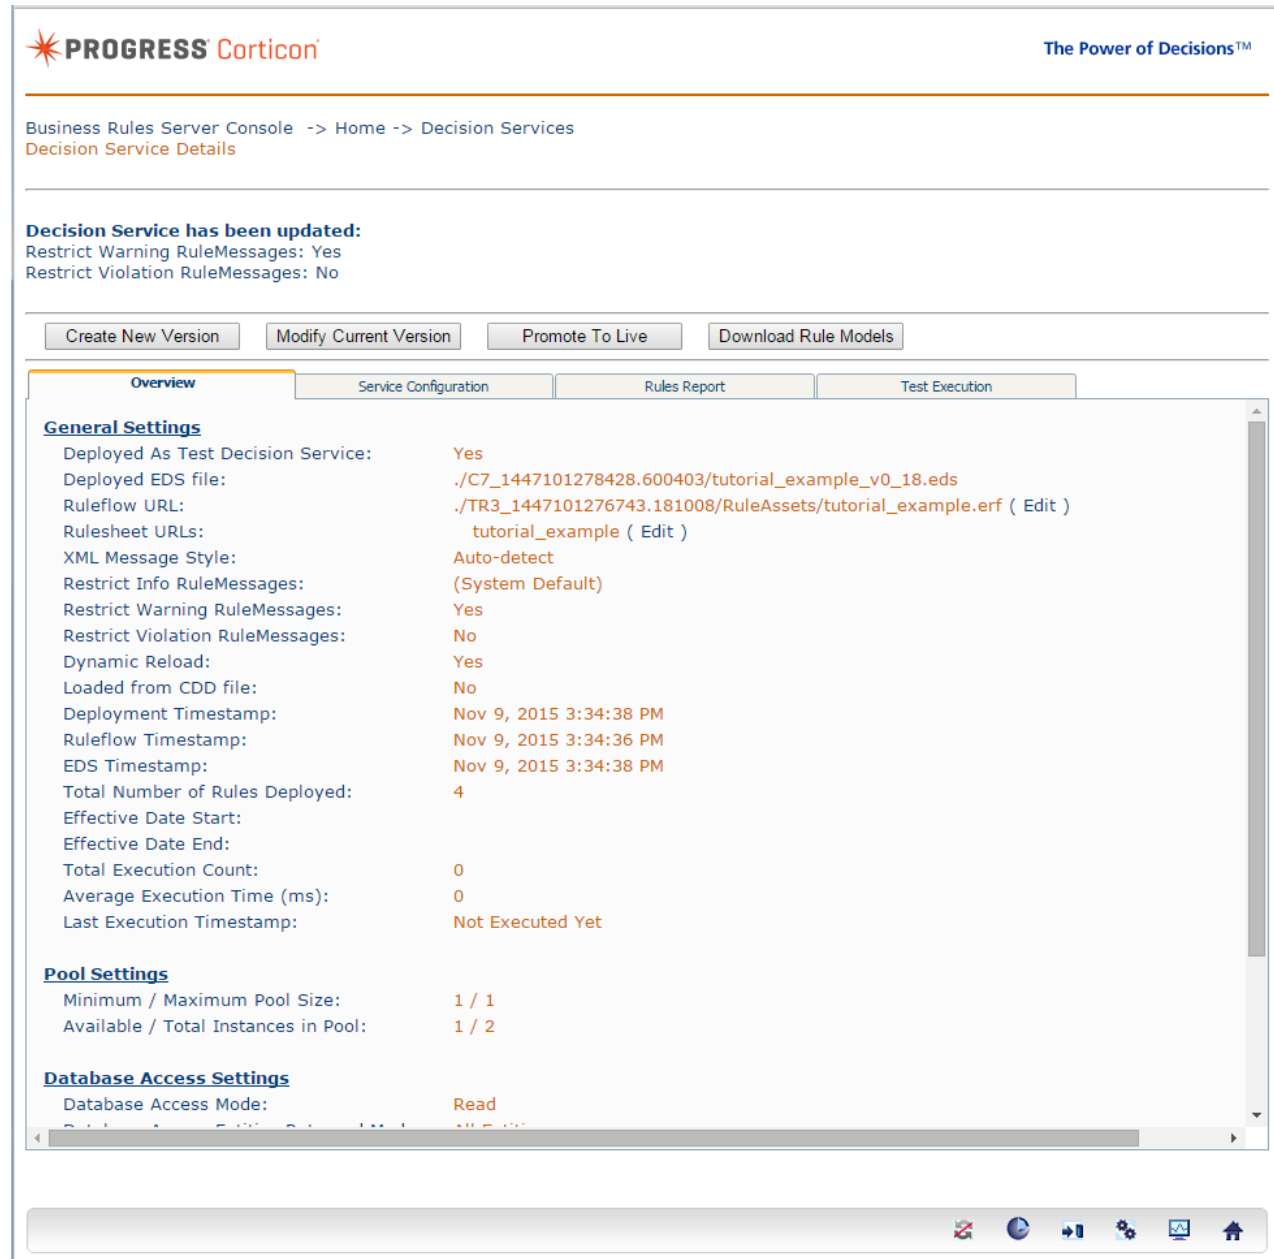 PROGRESS Corticon
The Power of Decisions™
Business Rules Server Console -> Home -> Decision Services
Decision Service Details
Decision Service has been updated:
Restrict Warning RuleMessages: Yes
Restrict Violation RuleMessages: No
Create New Version Modify Current Version Promote To Live Download Rule Models
Overview Service Configuration Rules Report Test Execution
General Settings
Deployed As Test Decision Service: Yes
Deployed EDS file: ./C7_1447101278428.600403/tutorial_example_v0_18.eds
Ruleflow URL: ./TR3_1447101276743.181008/RuleAssets/tutorial_example.erf ( Edit )
Rulesheet URLs: tutorial_example ( Edit )
XML Message Style: Auto-detect
Restrict Info RuleMessages: (System Default)
Restrict Warning RuleMessages: Yes
Restrict Violation RuleMessages: No
Dynamic Reload: Yes
Loaded from CDD file: No
Deployment Timestamp: Nov 9, 2015 3:34:38 PM
Ruleflow Timestamp: Nov 9, 2015 3:34:36 PM
EDS Timestamp: Nov 9, 2015 3:34:38 PM
Total Number of Rules Deployed: 4
Effective Date Start:
Effective Date End:
Total Execution Count: 0
Average Execution Time (ms): 0
Last Execution Timestamp: Not Executed Yet
Pool Settings
Minimum / Maximum Pool Size: 1 / 1
Available / Total Instances in Pool: 1 / 2
Database Access Settings
Database Access Mode: Read